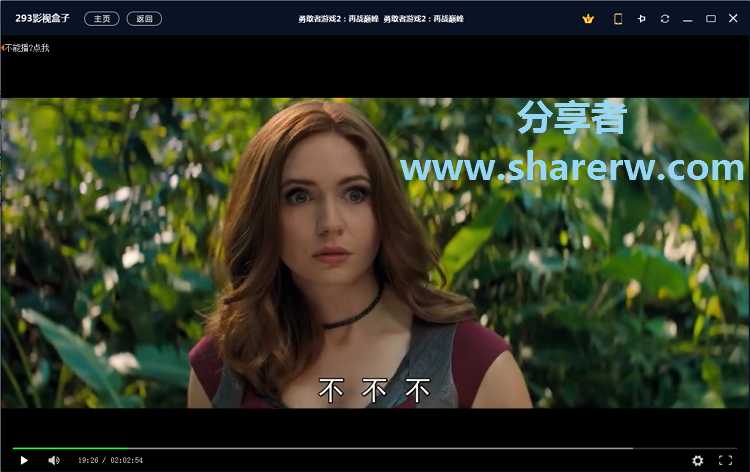 293影视盒子
主页
返回
勇敢者游戏2：再战巅峰 勇敢者游戏2：再战巅峰
不能播?点我
分享者
www.sharerw.com
不 不 不
19:26 / 02:02:54